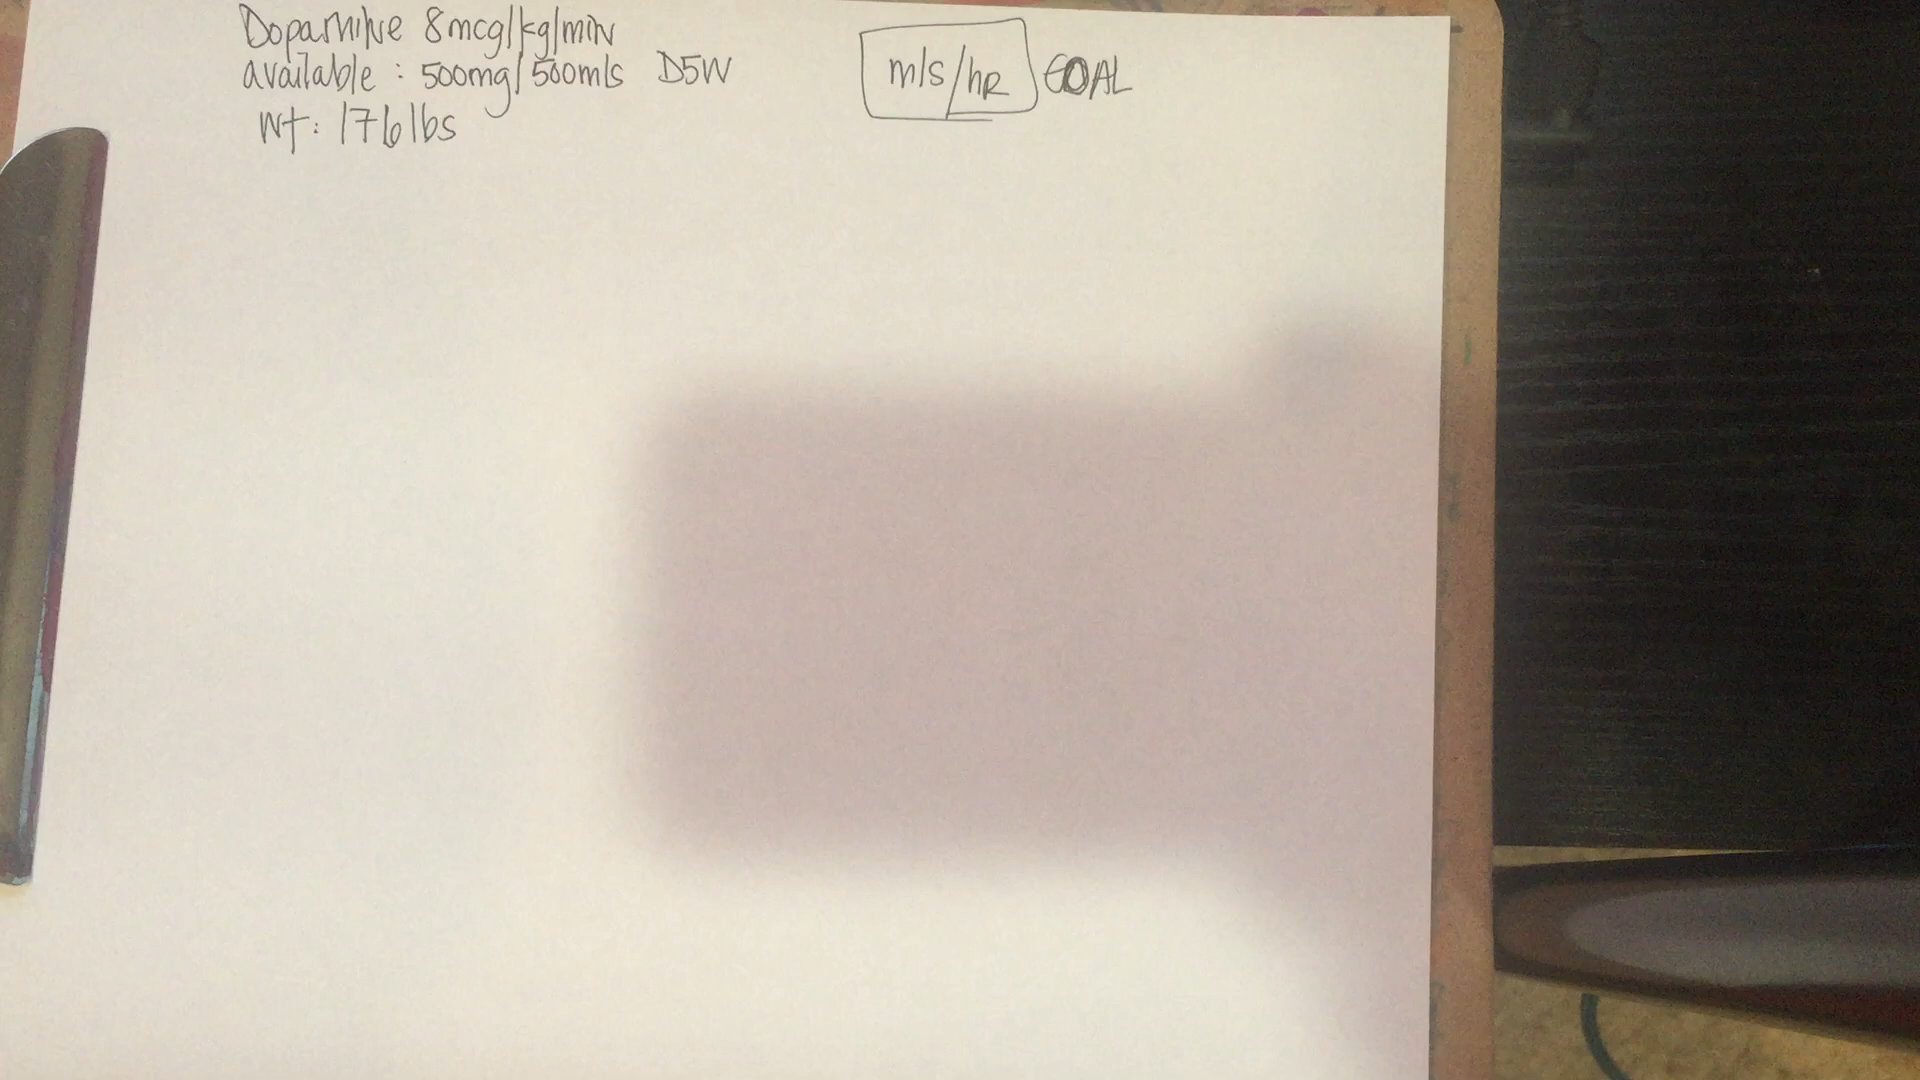 Dopamine 8mcg/kg/min
available : 500mg/500mls D5W
mls/hR GOAL
Wt: 176lbs